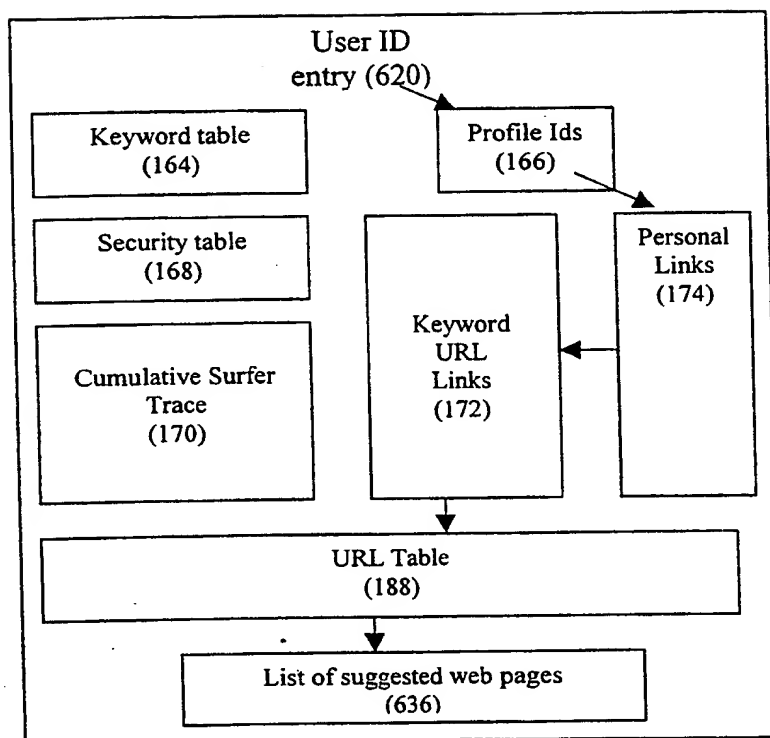 User ID
entry (620)
Keyword table
(164)
Profile Ids
(166)
Security table
(168)
Personal
Links
(174)
Keyword
URL
Links
(172)
Cumulative Surfer
Trace
(170)
URL Table
(188)
List of suggested web pages
(636)